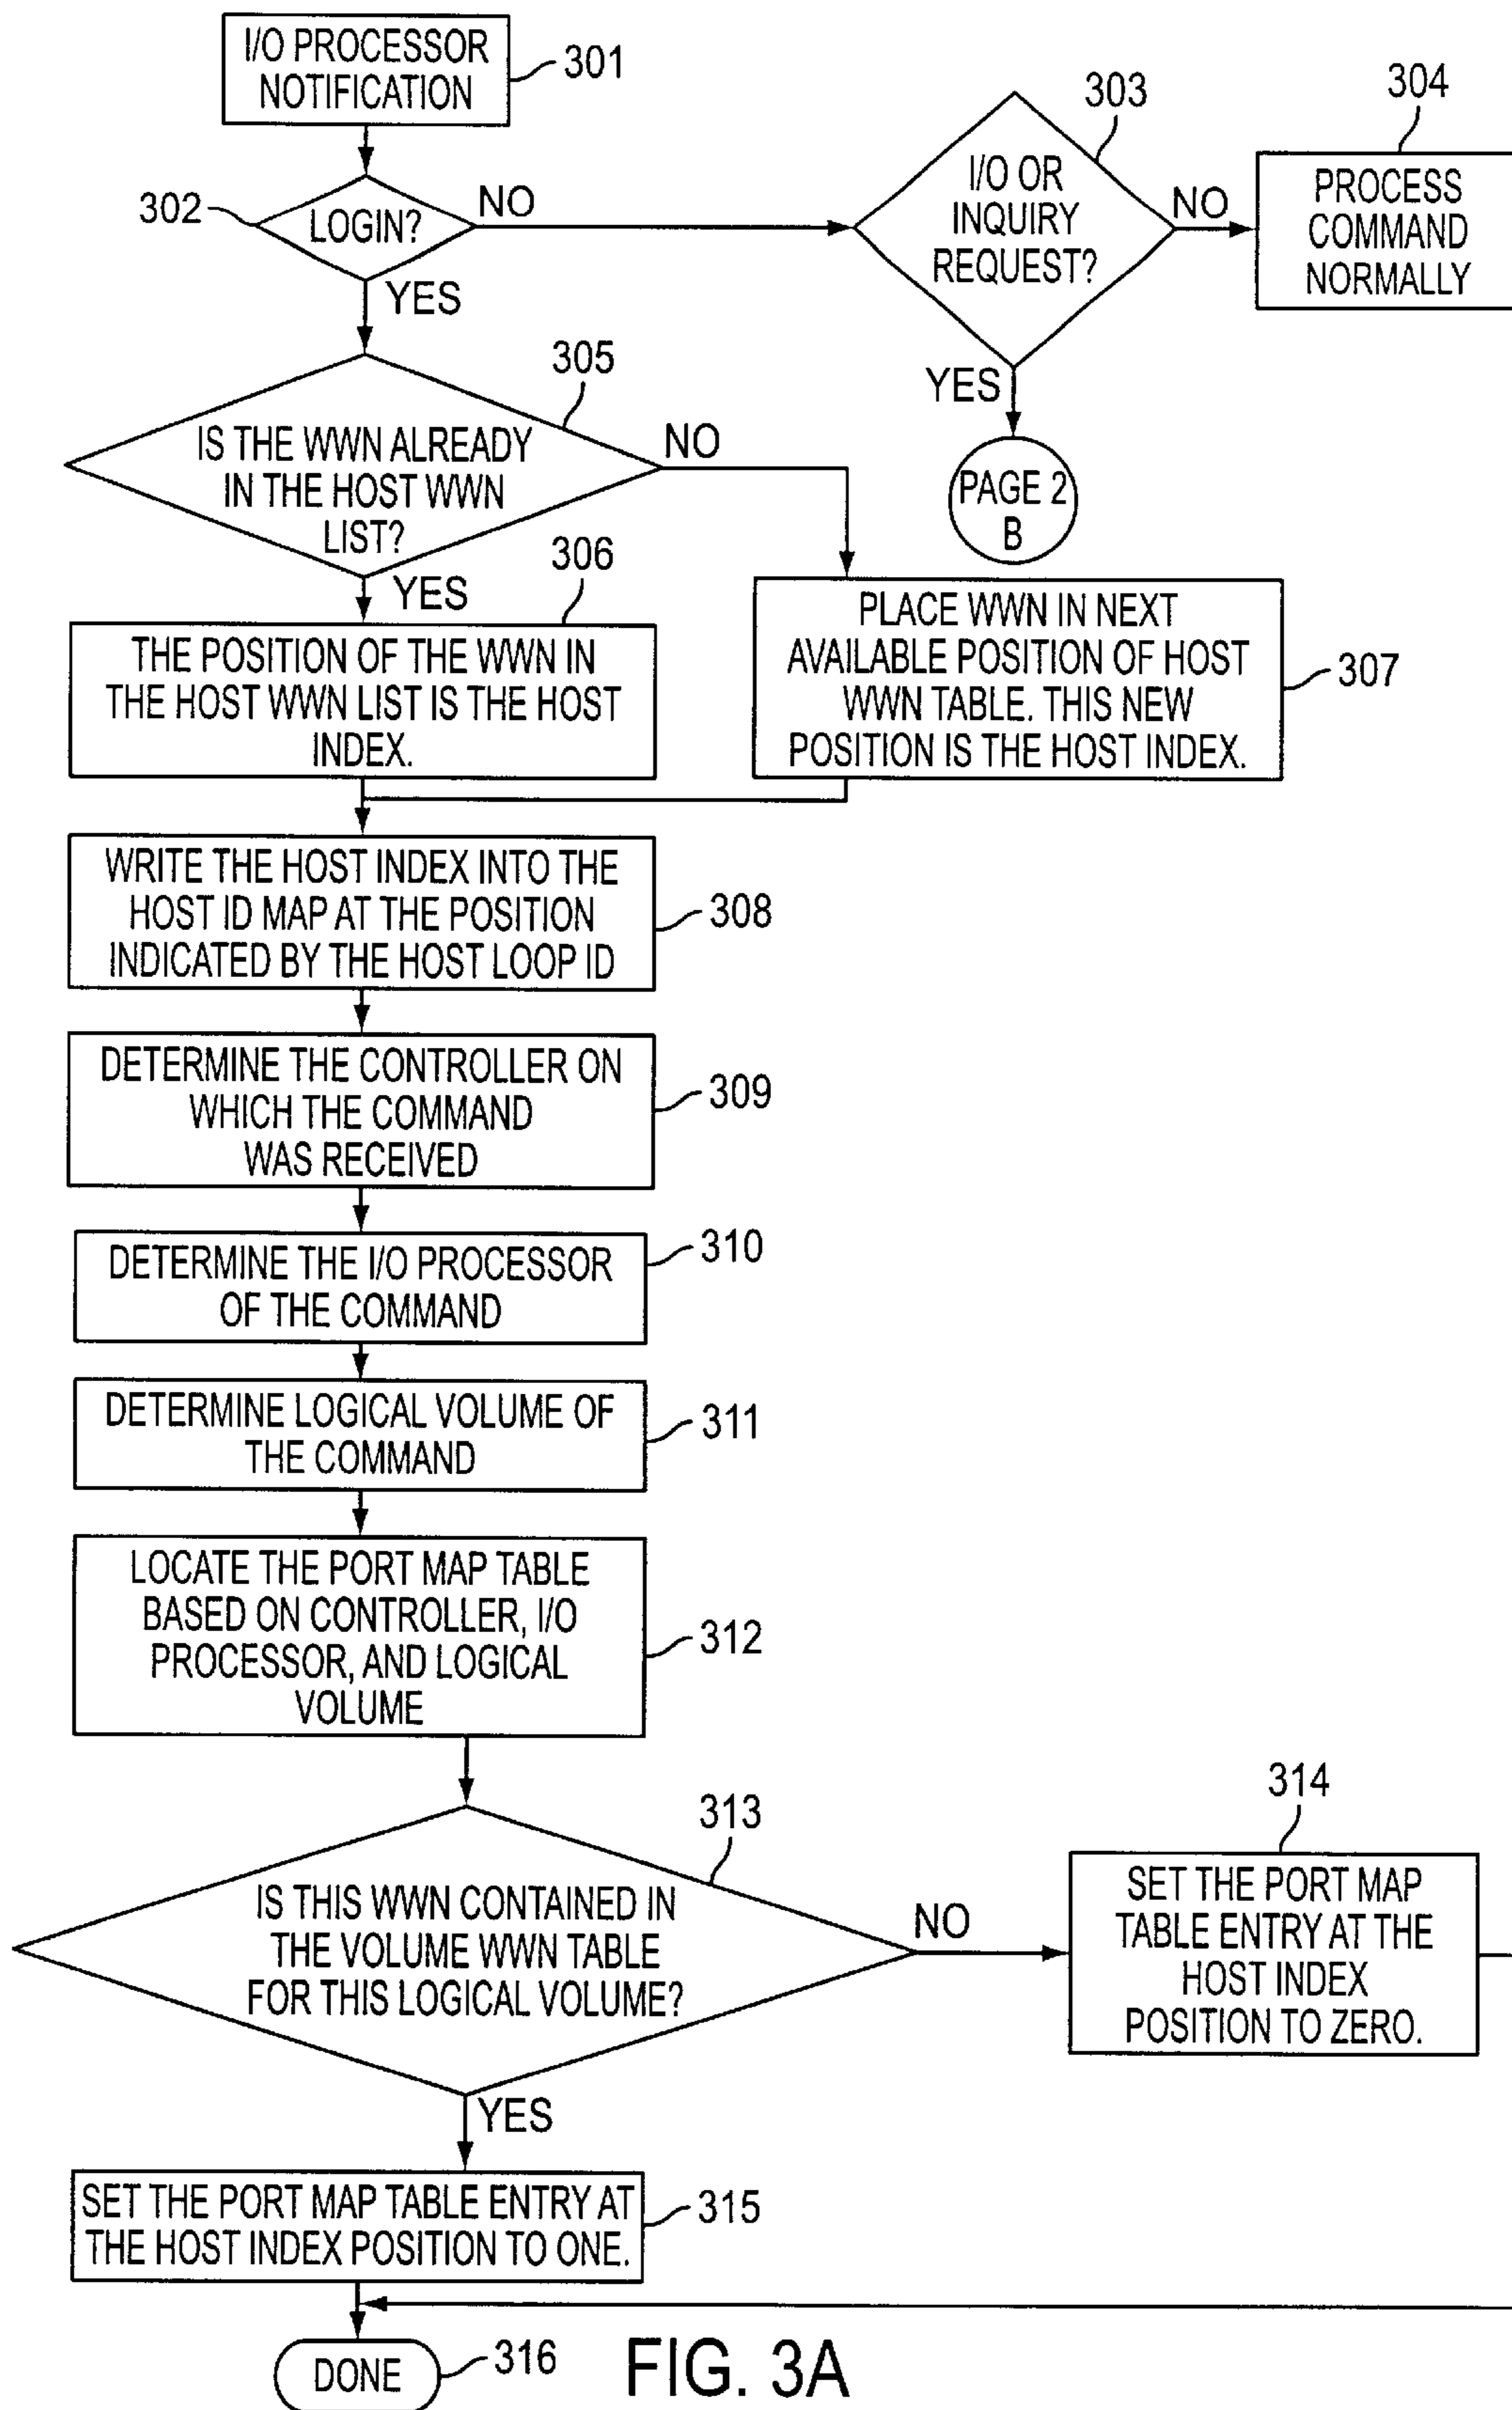 I/O PROCESSOR
NOTIFICATION
301
302
LOGIN?
NO
YES
303
I/O OR
INQUIRY
REQUEST?
NO
YES
304
PROCESS
COMMAND
NORMALLY
PAGE 2
B
305
IS THE WWN ALREADY
IN THE HOST WWN
LIST?
NO
YES
306
THE POSITION OF THE WWN IN
THE HOST WWN LIST IS THE HOST
INDEX.
PLACE WWN IN NEXT
AVAILABLE POSITION OF HOST
WWN TABLE. THIS NEW
POSITION IS THE HOST INDEX.
307
WRITE THE HOST INDEX INTO THE
HOST ID MAP AT THE POSITION
INDICATED BY THE HOST LOOP ID
308
DETERMINE THE CONTROLLER ON
WHICH THE COMMAND
WAS RECEIVED
309
DETERMINE THE I/O PROCESSOR
OF THE COMMAND
310
DETERMINE LOGICAL VOLUME OF
THE COMMAND
311
LOCATE THE PORT MAP TABLE
BASED ON CONTROLLER, I/O
PROCESSOR, AND LOGICAL
VOLUME
312
313
IS THIS WWN CONTAINED IN
THE VOLUME WWN TABLE
FOR THIS LOGICAL VOLUME?
NO
YES
314
SET THE PORT MAP
TABLE ENTRY AT THE
HOST INDEX
POSITION TO ZERO.
SET THE PORT MAP TABLE ENTRY AT
THE HOST INDEX POSITION TO ONE.
315
DONE
316
FIG. 3A